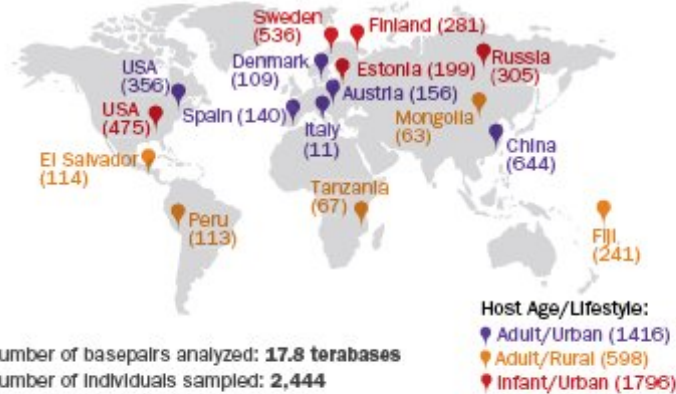 Sweden
(536)
Finland (281)
USA
(356)
Denmark
(109)
Russia
(305)
Estonia (199)
USA
(475)
Spain (140)
Austria (156)
Italy
(11)
Mongolia
(63)
China
(644)
El Salvador
(114)
Tanzania
(67)
Peru
(113)
Fiji
(241)
Host Age/Lifestyle:
Adult/Urban (1416)
Adult/Rural (598)
Infant/Urban (1796)
umber of basepairs analyzed: 17.8 terabases
umber of individuals sampled: 2,444